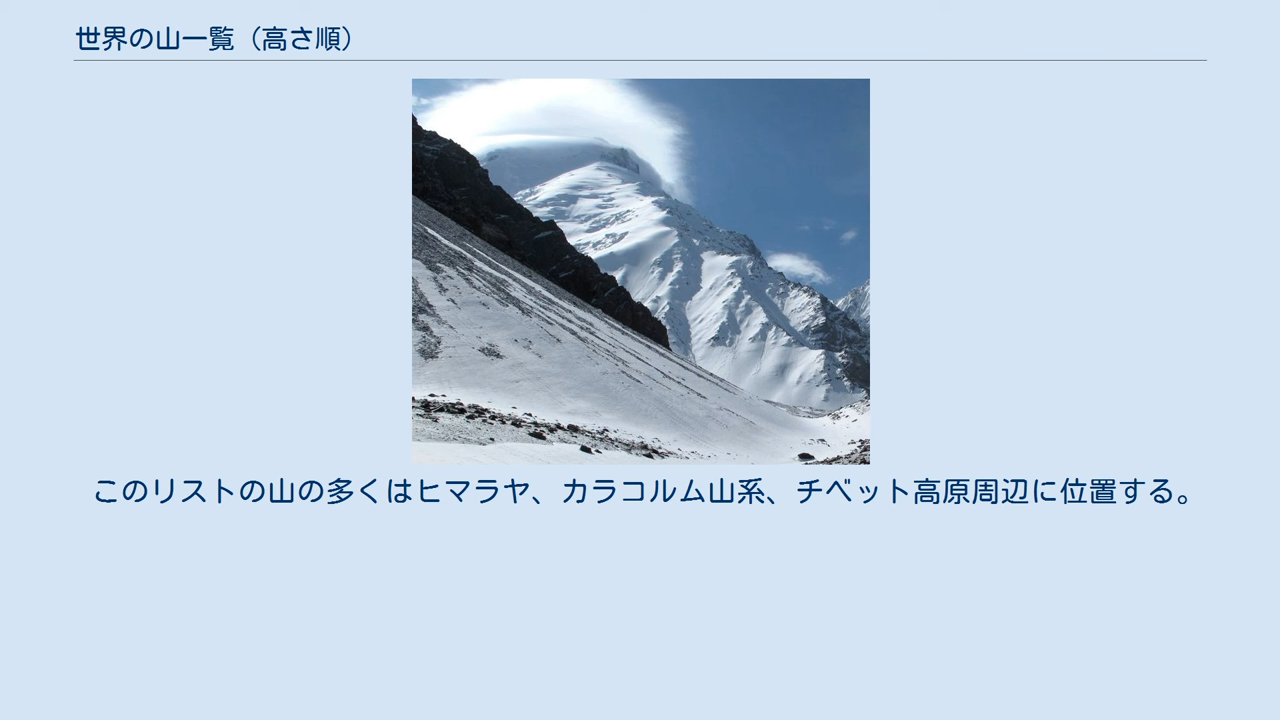 世界の山一覧（高さ順）
このリストの山の多くはヒマラヤ、カラコルム山系、チベット高原周辺に位置する。